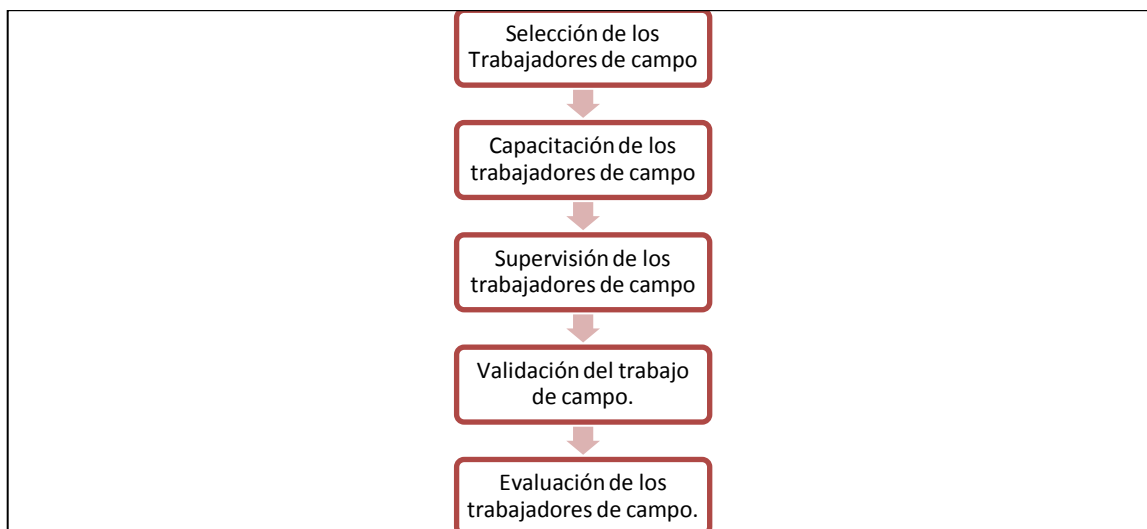 Selección de los
Trabajadores de campo
Capacitación de los
trabajadores de campo
Supervisión de los
trabajadores de campo
Validación del trabajo
de campo.
Evaluación de los
trabajadores de campo.